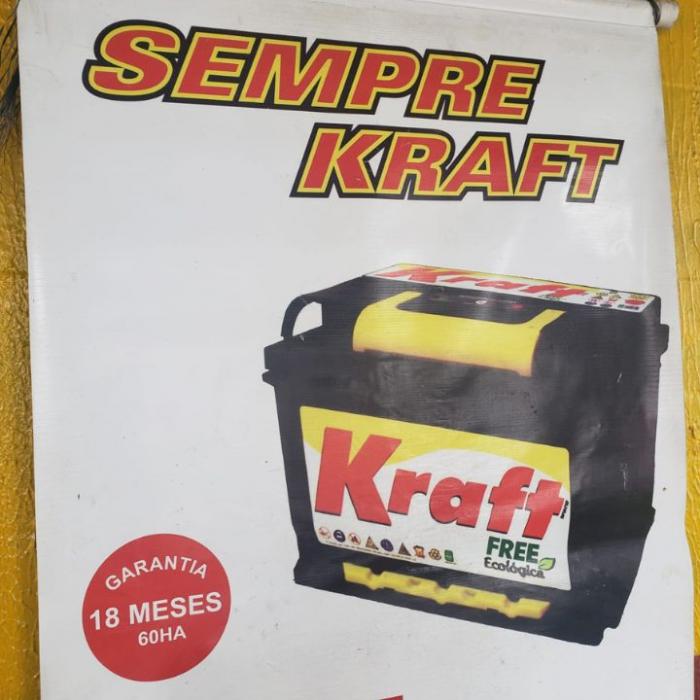 SEMPRE
KRAFT
Kraft
Kraft
FREE
Ecológica
GARANTIA
18 MESES
60HA